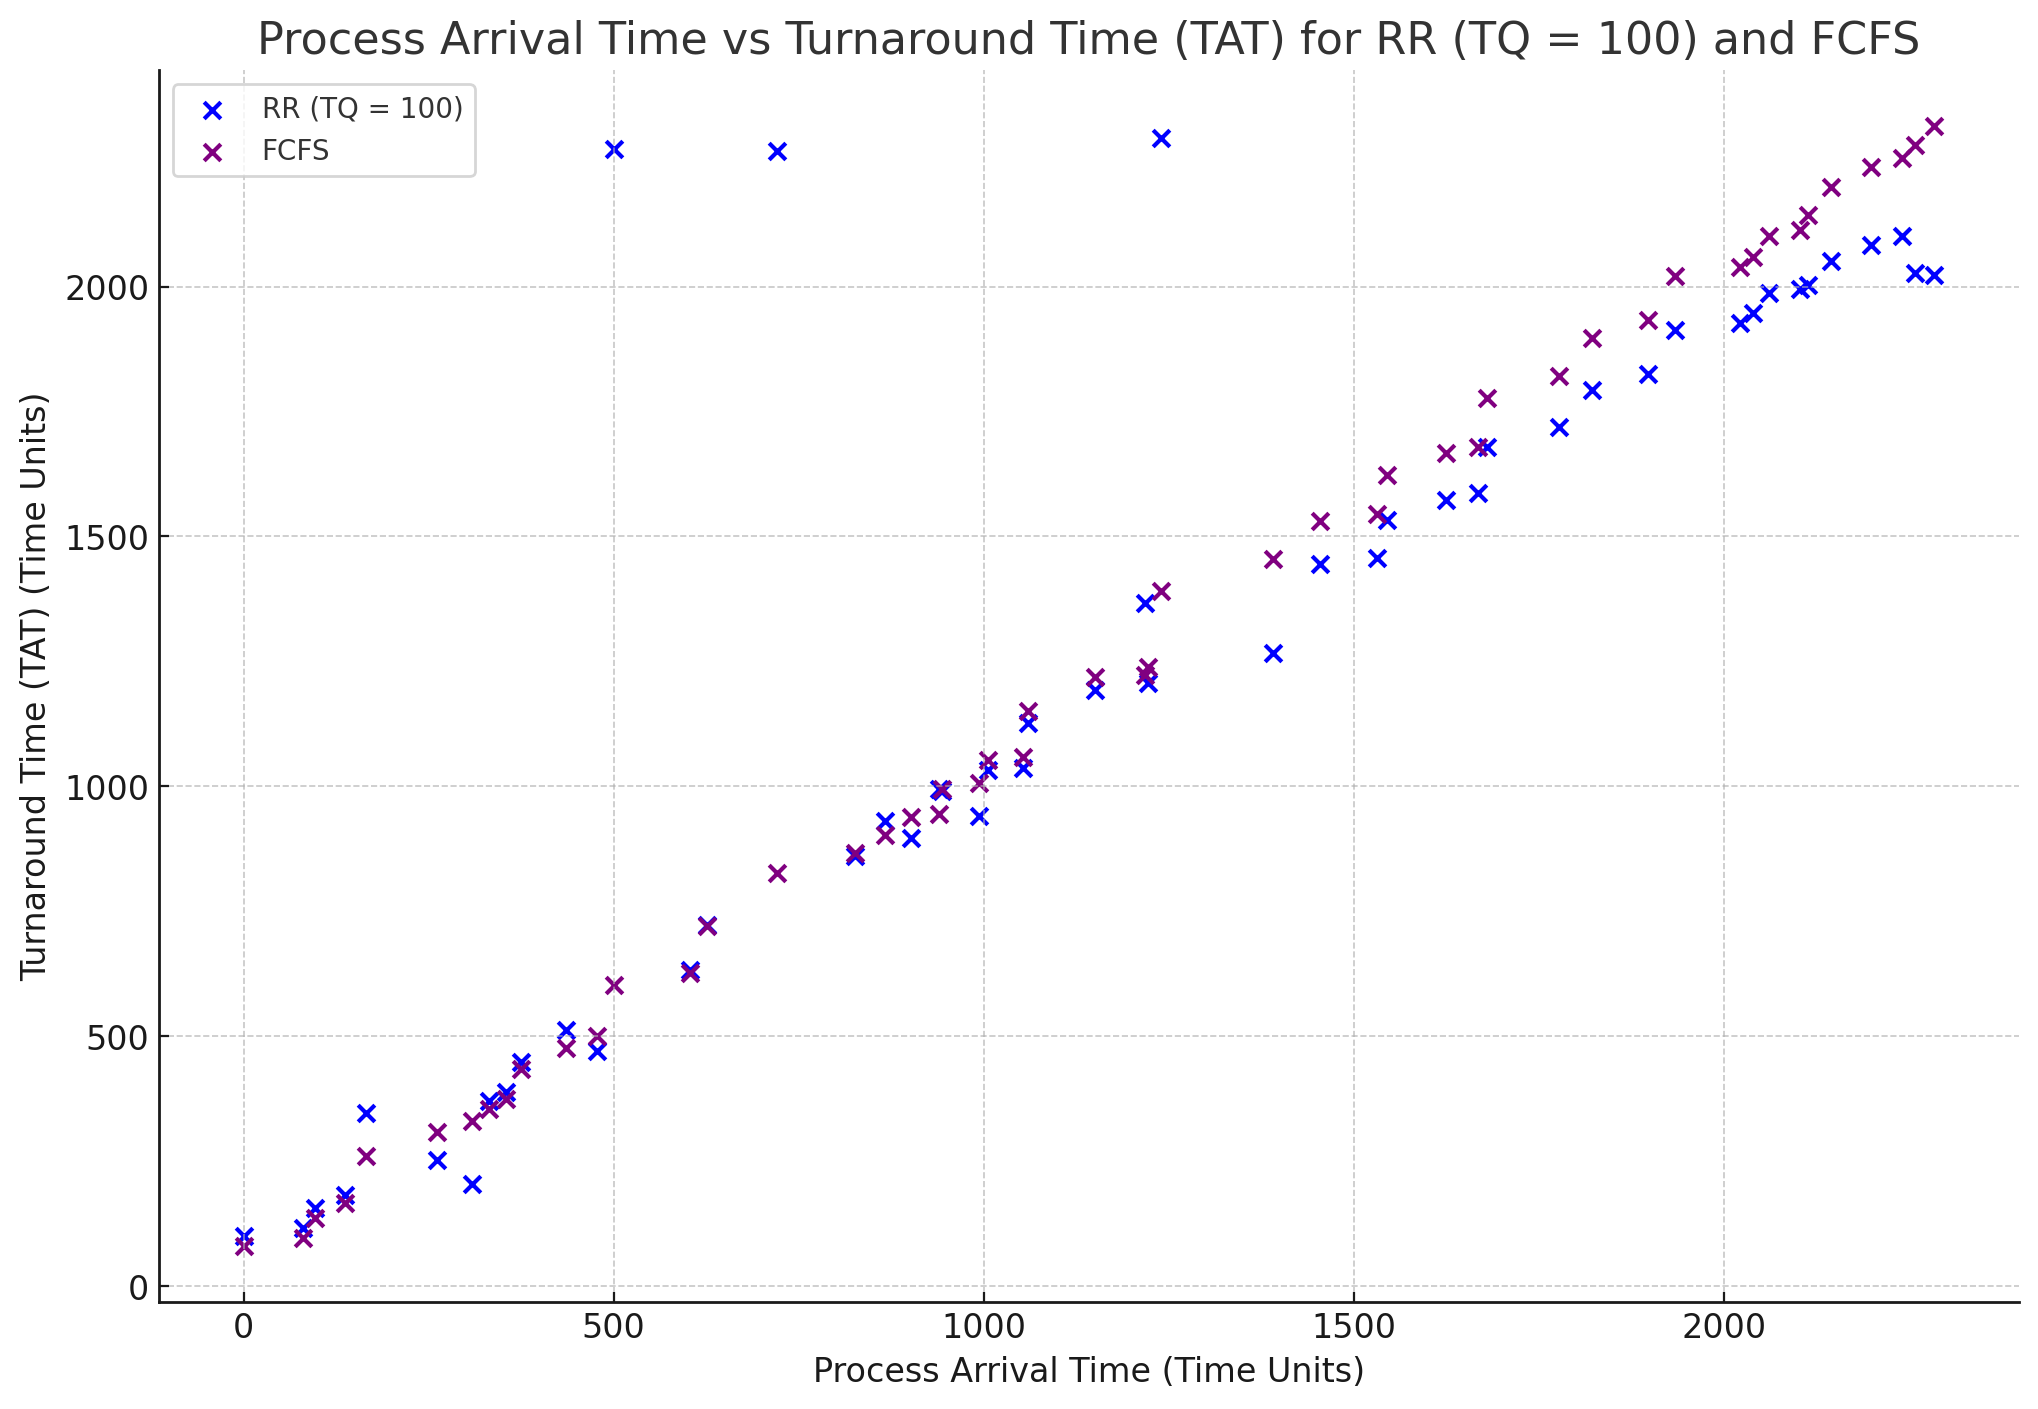 Process Arrival Time vs Turnaround Time (TAT) for RR (TQ = 100) and FCFS
RR (TQ = 100)
FCFS
Turnaround Time (TAT) (Time Units)
2000
1500
1000
500
0
0 500 1000 1500 2000
Process Arrival Time (Time Units)